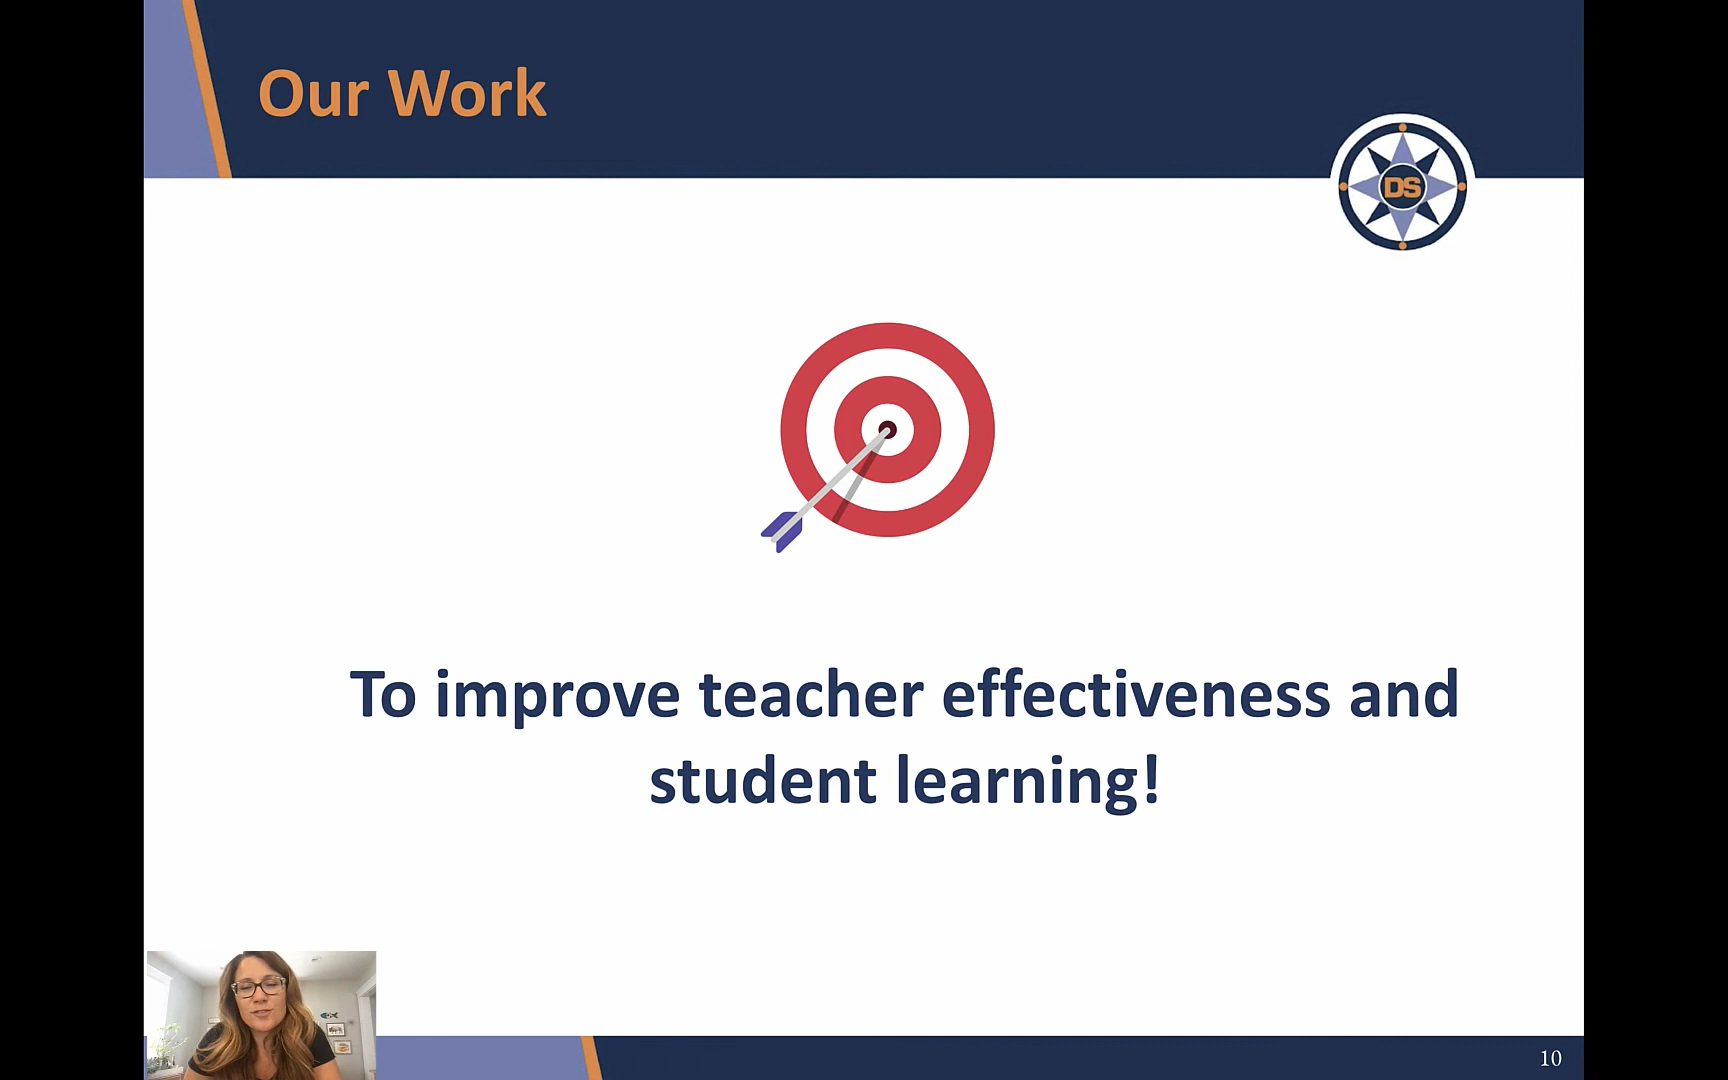 Our Work
DS
To improve teacher effectiveness and
student learning!
10